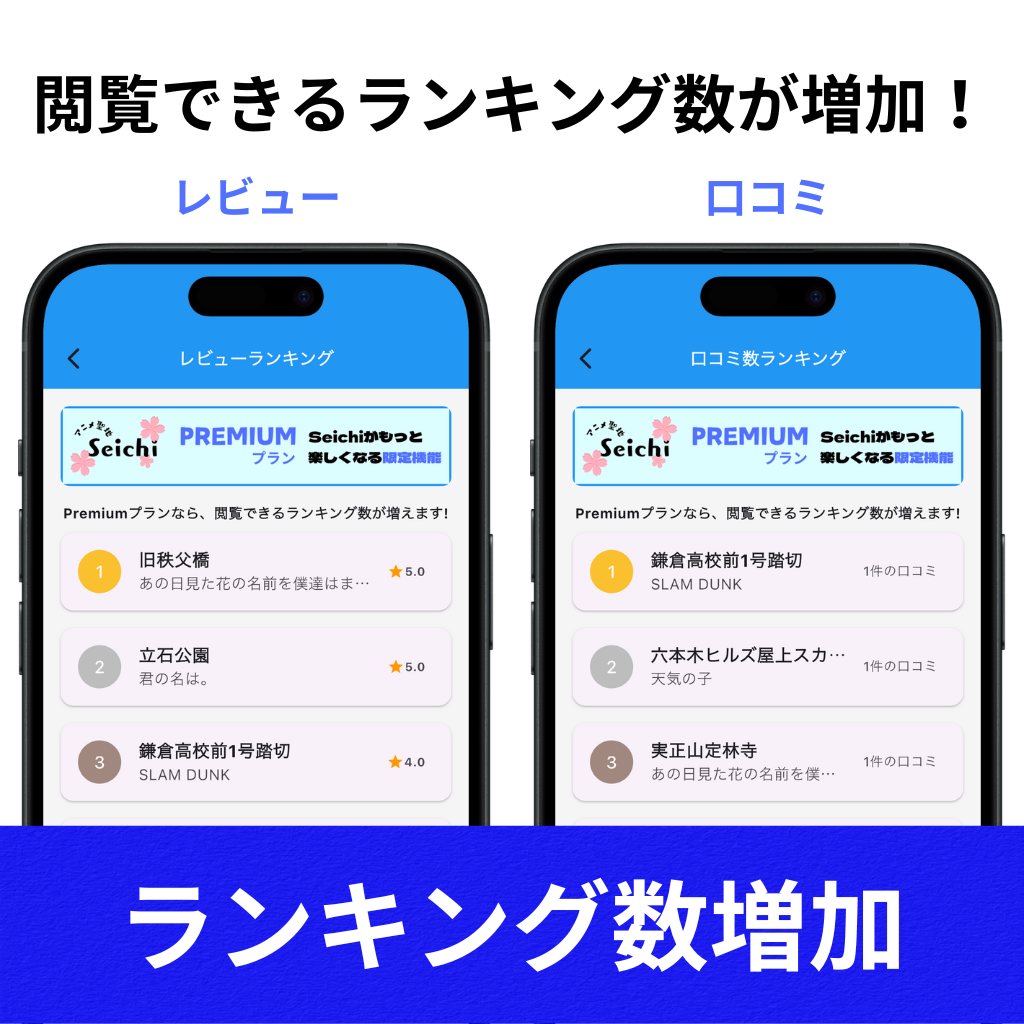 閲覧できるランキング数が増加！
レビュー
口コミ
レビューランキング
アニメ聖地
Seichi
PREMIUM
プラン
Seichiがもっと
楽しくなる限定機能
Premiumプランなら、閲覧できるランキング数が増えます!
1
旧秩父橋
あの日見た花の名前を僕達はま…
5.0
2
立石公園
君の名は。
5.0
3
鎌倉高校前1号踏切
SLAM DUNK
4.0
口コミ数ランキング
アニメ聖地
Seichi
PREMIUM
プラン
Seichiがもっと
楽しくなる限定機能
Premiumプランなら、閲覧できるランキング数が増えます!
1
鎌倉高校前1号踏切
SLAM DUNK
1件の口コミ
2
六本木ヒルズ屋上スカ…
天気の子
1件の口コミ
3
実正山定林寺
あの日見た花の名前を僕…
1件の口コミ
ランキング数増加